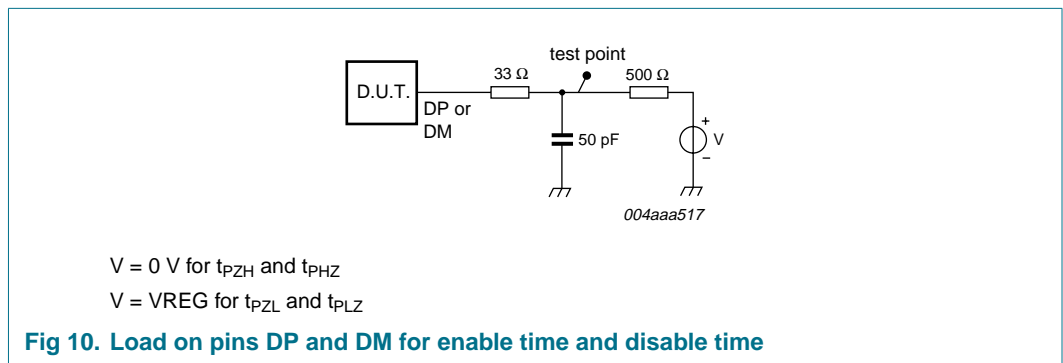 test point
33 Ω
500 Ω
D.U.T.
DP or
DM
50 pF
+
V
−
004aaa517
V = 0 V for tPZH and tPHZ
V = VREG for tPZL and tPLZ
Fig 10. Load on pins DP and DM for enable time and disable time